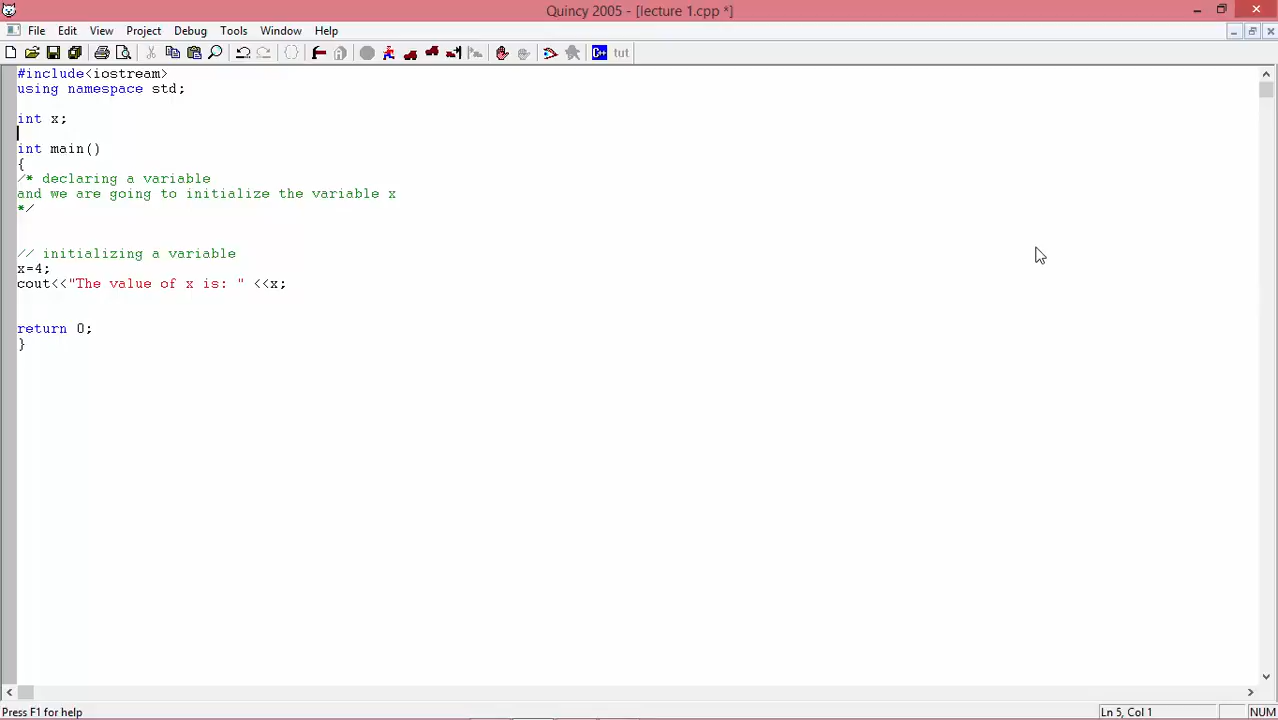 Quincy 2005 - [lecture 1.cpp *]
File Edit View Project Debug Tools Window Help
C++ tut
#include<iostream>
using namespace std;
int x;
int main()
{
/* declaring a variable
and we are going to initialize the variable x
*/
// initializing a variable
x=4;
cout<<"The value of x is: " <<x;
return 0;
}
Press F1 for help
Ln 5, Col 1
NUM